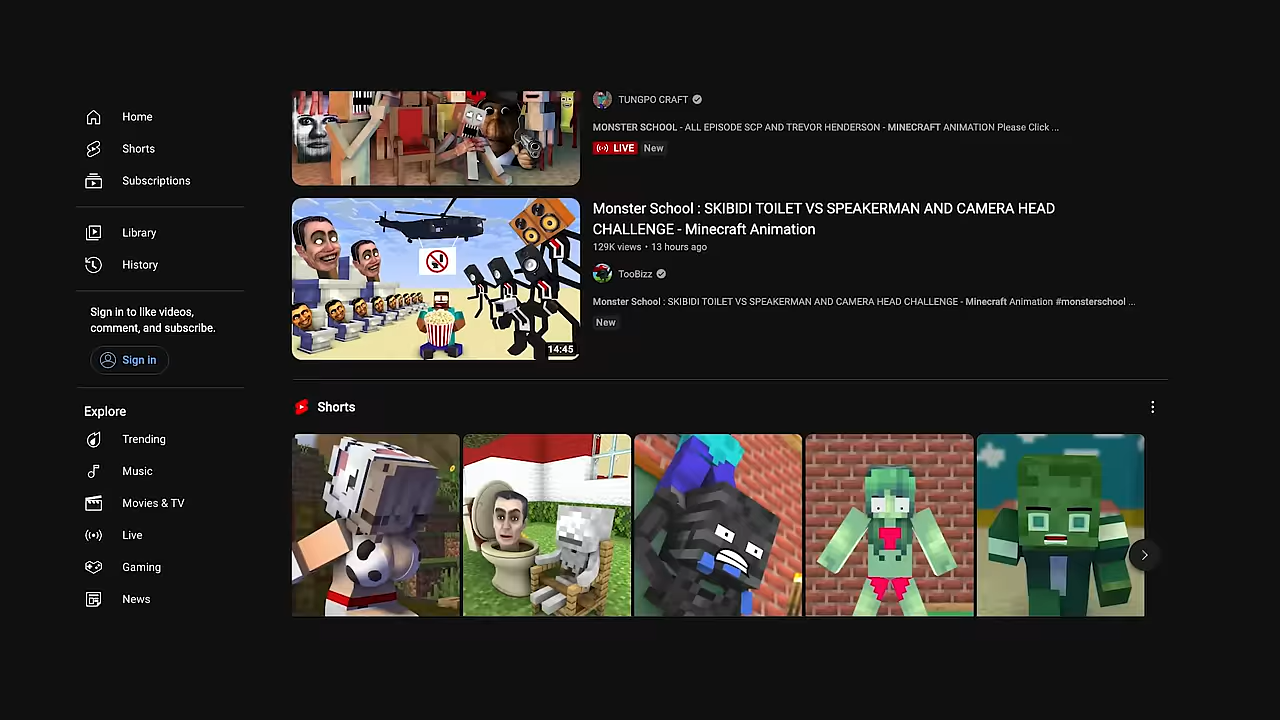 Home
Shorts
Subscriptions
Library
History
Sign in to like videos,
comment, and subscribe.
Sign in
Explore
Trending
Music
Movies & TV
Live
Gaming
News
TUNGPO CRAFT
MONSTER SCHOOL - ALL EPISODE SCP AND TREVOR HENDERSON - MINECRAFT ANIMATION Please Click ...
LIVE New
14:45
Monster School : SKIBIDI TOILET VS SPEAKERMAN AND CAMERA HEAD
CHALLENGE - Minecraft Animation
129K views • 13 hours ago
TooBizz
Monster School : SKIBIDI TOILET VS SPEAKERMAN AND CAMERA HEAD CHALLENGE - Minecraft Animation #monsterschool ...
New
Shorts